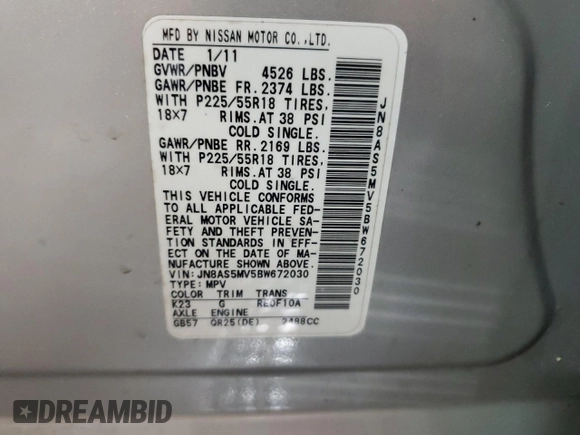 MFD BY NISSAN MOTOR CO.,LTD.
DATE 1/11
GVWR/PNBV 4526 LBS.
GAWR/PNBE FR. 2374 LBS.
WITH P225/55R18 TIRES,
18X7 RIMS.AT 38 PSI
COLD SINGLE.
GAWR/PNBE RR. 2169 LBS.
WITH P225/55R18 TIRES,
18X7 RIMS.AT 38 PSI
COLD SINGLE.
THIS VEHICLE CONFORMS
TO ALL APPLICABLE FED-
ERAL MOTOR VEHICLE SA-
FETY AND THEFT PREVEN-
TION STANDARDS IN EFF-
ECT ON THE DATE OF MA-
NUFACTURE SHOWN ABOVE.
VIN: JN8AS5MV5BW672030
TYPE: MPV
COLOR TRIM TRANS
K23 G RE0F10A
AXLE ENGINE
GB57 QR25(DE) 2488CC
JN8AS5MV5BW672030
DREAMBID